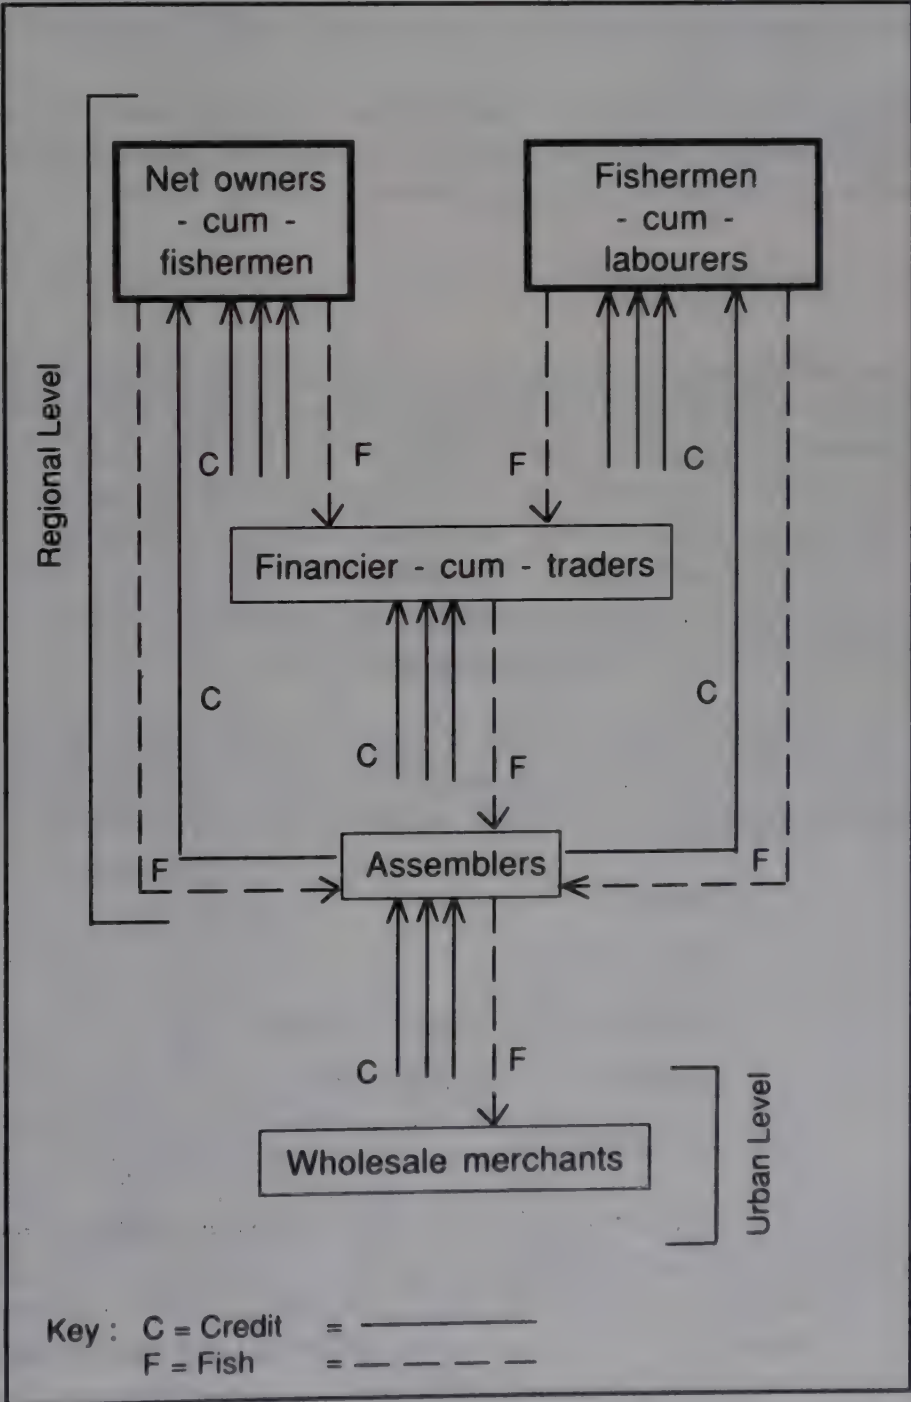 Net owners
- cum -
fishermen
Fishermen
- cum -
labourers
Regional Level
C
F
F
C
Financier - cum - traders
C
C
C
F
F
Assemblers
F
C
F
Wholesale merchants
Urban Level
Key : C = Credit =
F = Fish =